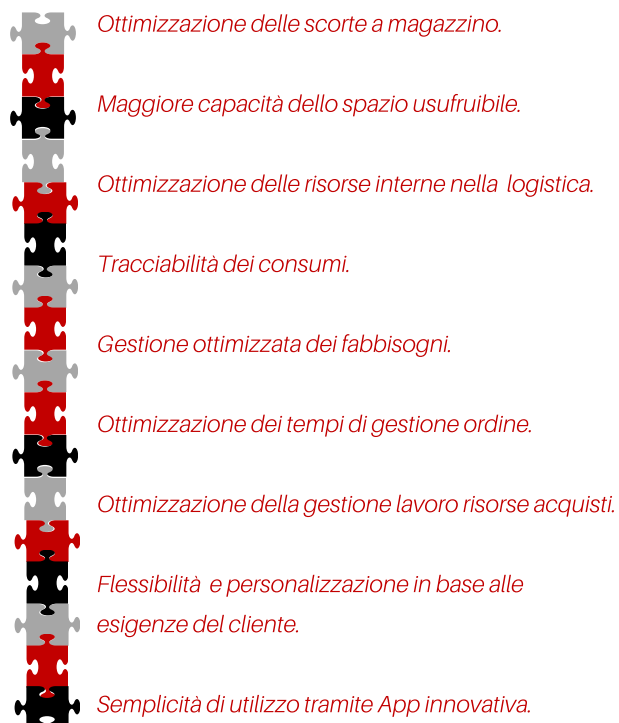 Ottimizzazione delle scorte a magazzino.
Maggiore capacità dello spazio usufruibile.
Ottimizzazione delle risorse interne nella logistica.
Tracciabilità dei consumi.
Gestione ottimizzata dei fabbisogni.
Ottimizzazione dei tempi di gestione ordine.
Ottimizzazione della gestione lavoro risorse acquisti.
Flessibilità e personalizzazione in base alle
esigenze del cliente.
Semplicità di utilizzo tramite App innovativa.